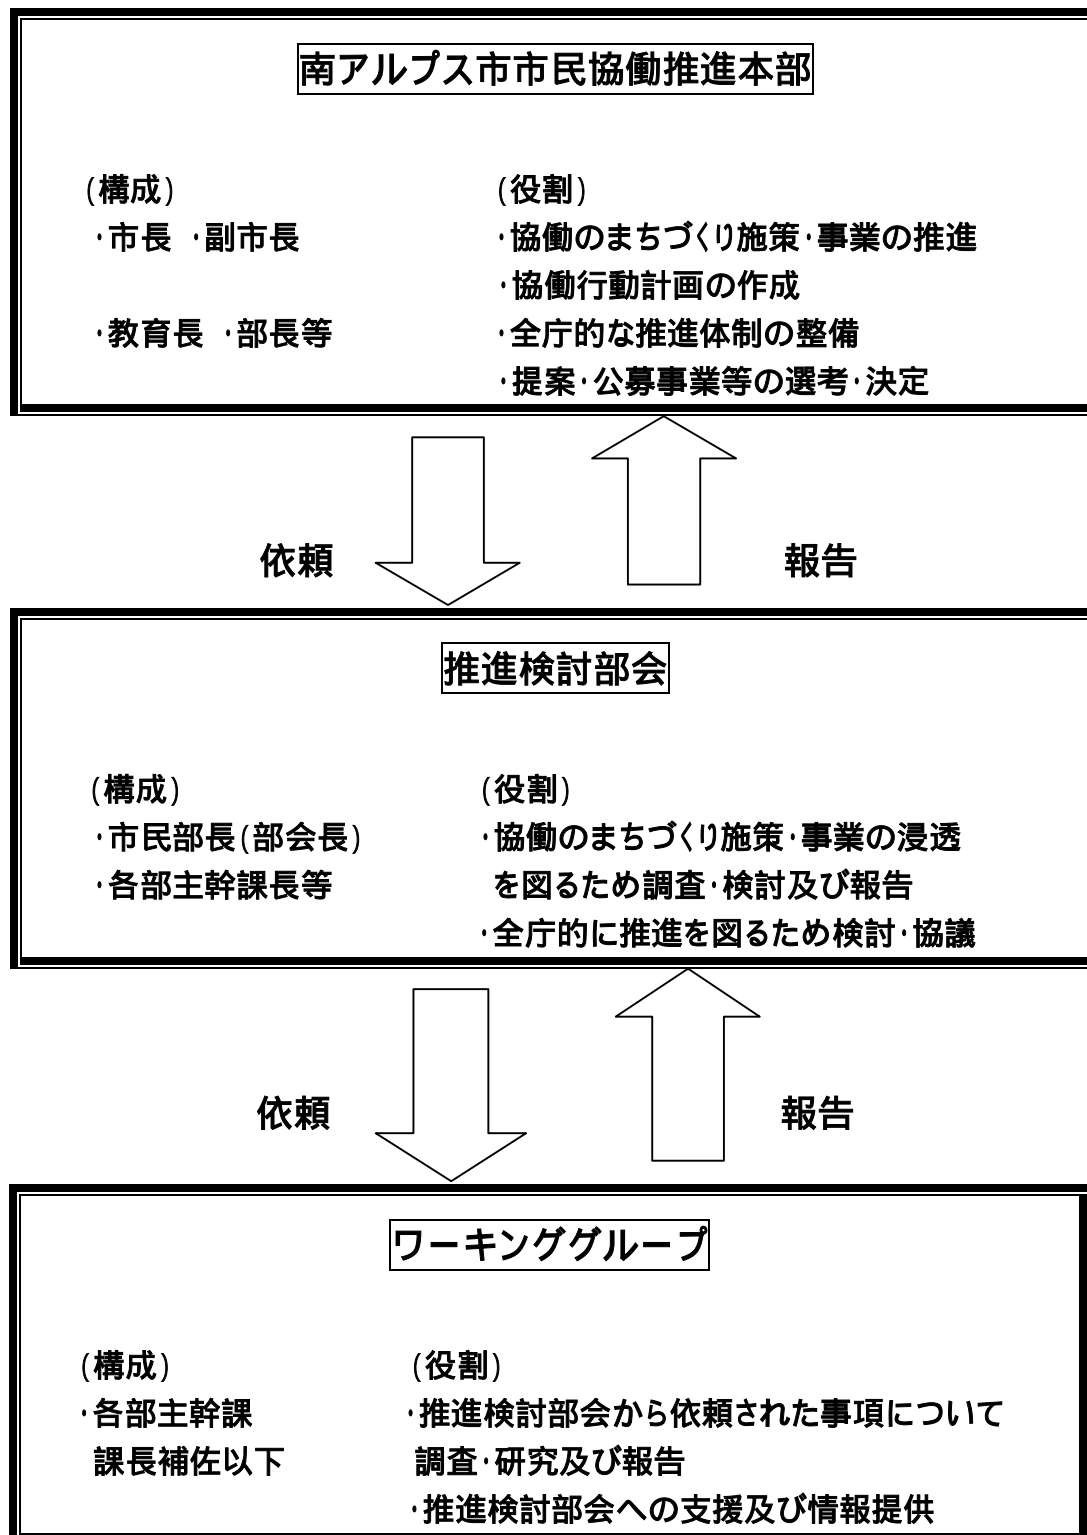 南アルプス市市民協働推進本部
(構成)
・市長 ・副市長
・教育長 ・部長等
(役割)
・協働のまちづくり施策・事業の推進
・協働行動計画の作成
・全庁的な推進体制の整備
・提案・公募事業等の選考・決定
依頼
報告
推進検討部会
(構成)
・市民部長(部会長)
・各部主幹課長等
(役割)
・協働のまちづくり施策・事業の浸透
を図るため調査・検討及び報告
・全庁的に推進を図るため検討・協議
依頼
報告
ワーキンググループ
(構成)
・各部主幹課
課長補佐以下
(役割)
・推進検討部会から依頼された事項について
調査・研究及び報告
・推進検討部会への支援及び情報提供